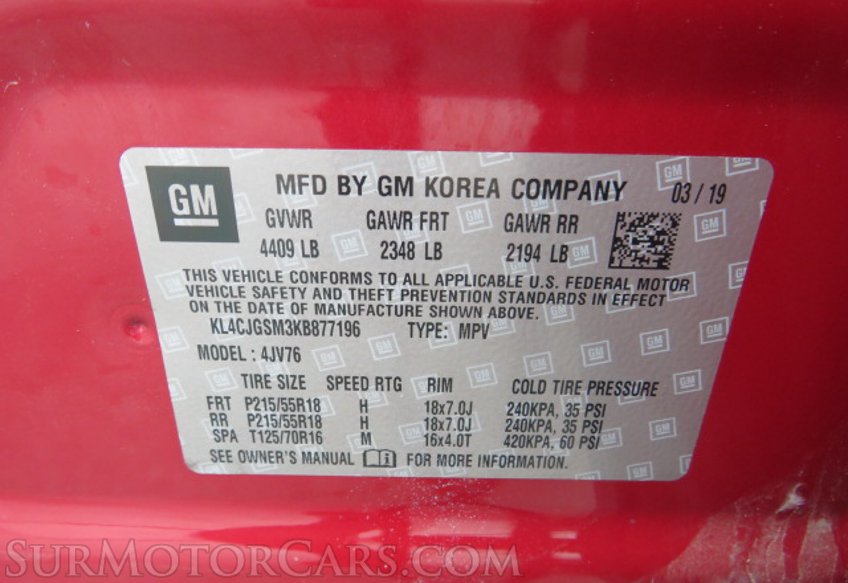 GM MFD BY GM KOREA COMPANY 03 / 19
GVWR GAWR FRT GAWR RR
4409 LB 2348 LB 2194 LB
THIS VEHICLE CONFORMS TO ALL APPLICABLE U.S. FEDERAL MOTOR
VEHICLE SAFETY AND THEFT PREVENTION STANDARDS IN EFFECT
ON THE DATE OF MANUFACTURE SHOWN ABOVE.
KL4CJGSM3KB877196 TYPE: MPV
MODEL : 4JV76
TIRE SIZE SPEED RTG RIM COLD TIRE PRESSURE
FRT P215/55R18 H 18x7.0J 240KPA, 35 PSI
RR P215/55R18 H 18x7.0J 240KPA, 35 PSI
SPA T125/70R16 M 16x4.0T 420KPA, 60 PSI
SEE OWNER'S MANUAL FOR MORE INFORMATION.
SURMOTORCARS.COM